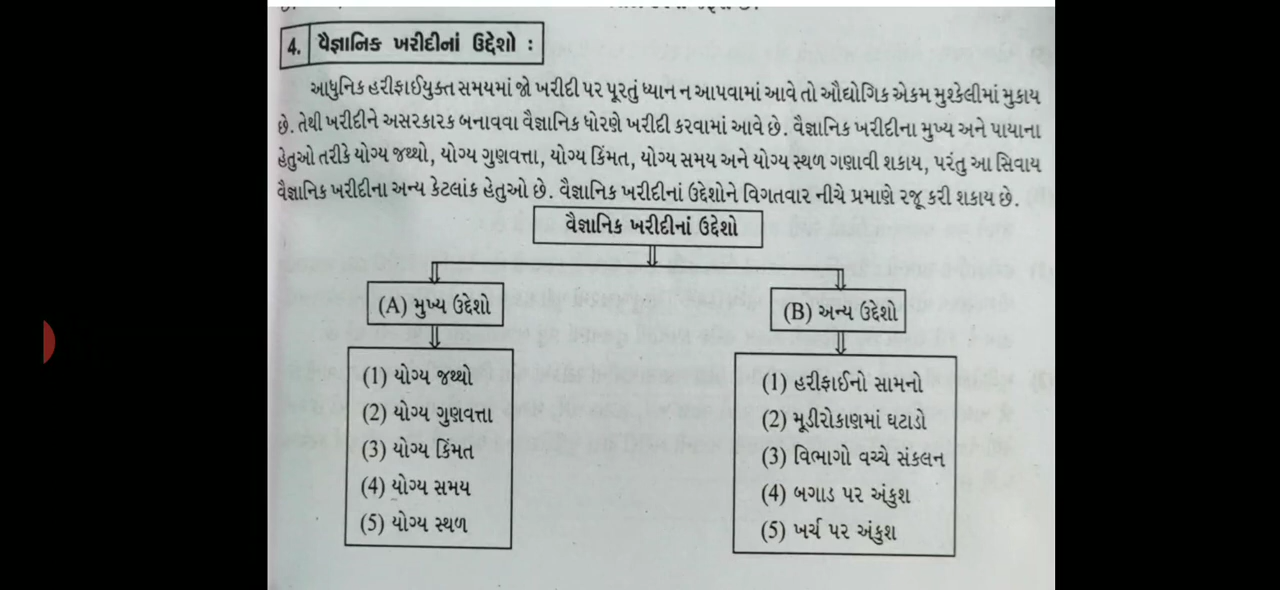 4. વૈજ્ઞાનિક ખરીદીનાં ઉદ્દેશો :
આધુનિક હરીફાઈયુક્ત સમયમાં જો ખરીદી પર પૂરતું ધ્યાન ન આપવામાં આવે તો ઔદ્યોગિક એકમ મુશ્કેલીમાં મુકાય
છે. તેથી ખરીદીને અસરકારક બનાવવા વૈજ્ઞાનિક ધોરણે ખરીદી કરવામાં આવે છે. વૈજ્ઞાનિક ખરીદીના મુખ્ય અને પાયાના
હેતુઓ તરીકે યોગ્ય જથ્થો, યોગ્ય ગુણવત્તા, યોગ્ય કિંમત, યોગ્ય સમય અને યોગ્ય સ્થળ ગણાવી શકાય, પરંતુ આ સિવાય
વૈજ્ઞાનિક ખરીદીના અન્ય કેટલાંક હેતુઓ છે. વૈજ્ઞાનિક ખરીદીનાં ઉદ્દેશોને વિગતવાર નીચે પ્રમાણે રજૂ કરી શકાય છે.
વૈજ્ઞાનિક ખરીદીનાં ઉદ્દેશો
(A) મુખ્ય ઉદ્દેશો
(1) યોગ્ય જથ્થો
(2) યોગ્ય ગુણવત્તા
(3) યોગ્ય કિંમત
(4) યોગ્ય સમય
(5) યોગ્ય સ્થળ
(B) અન્ય ઉદ્દેશો
(1) હરીફાઈનો સામનો
(2) મૂડીરોકાણમાં ઘટાડો
(3) વિભાગો વચ્ચે સંકલન
(4) બગાડ પર અંકુશ
(5) ખર્ચ પર અંકુશ